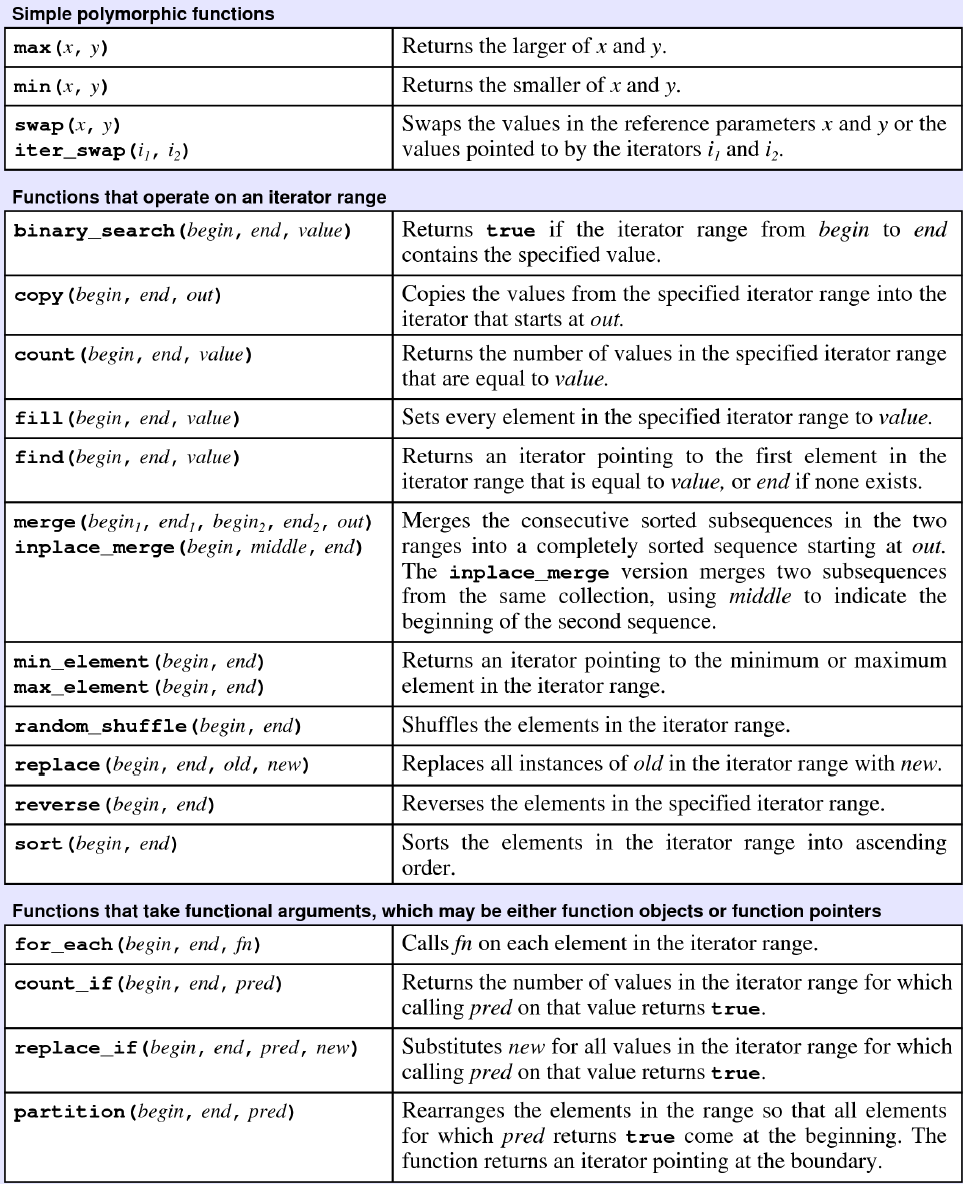 Simple polymorphic functions
max(x, y)
Returns the larger of x and y.
min(x, y)
Returns the smaller of x and y.
swap(x, y)
iter_swap(i₁, i₂)
Swaps the values in the reference parameters x and y or the
values pointed to by the iterators i₁ and i₂.
Functions that operate on an iterator range
binary_search(begin, end, value)
Returns true if the iterator range from begin to end
contains the specified value.
copy(begin, end, out)
Copies the values from the specified iterator range into the
iterator that starts at out.
count(begin, end, value)
Returns the number of values in the specified iterator range
that are equal to value.
fill(begin, end, value)
Sets every element in the specified iterator range to value.
find(begin, end, value)
Returns an iterator pointing to the first element in the
iterator range that is equal to value, or end if none exists.
merge(begin₁, end₁, begin₂, end₂, out)
inplace_merge(begin, middle, end)
Merges the consecutive sorted subsequences in the two
ranges into a completely sorted sequence starting at out.
The inplace_merge version merges two subsequences
from the same collection, using middle to indicate the
beginning of the second sequence.
min_element(begin, end)
max_element(begin, end)
Returns an iterator pointing to the minimum or maximum
element in the iterator range.
random_shuffle(begin, end)
Shuffles the elements in the iterator range.
replace(begin, end, old, new)
Replaces all instances of old in the iterator range with new.
reverse(begin, end)
Reverses the elements in the specified iterator range.
sort(begin, end)
Sorts the elements in the iterator range into ascending
order.
Functions that take functional arguments, which may be either function objects or function pointers
for_each(begin, end, fn)
Calls fn on each element in the iterator range.
count_if(begin, end, pred)
Returns the number of values in the iterator range for which
calling pred on that value returns true.
replace_if(begin, end, pred, new)
Substitutes new for all values in the iterator range for which
calling pred on that value returns true.
partition(begin, end, pred)
Rearranges the elements in the range so that all elements
for which pred returns true come at the beginning. The
function returns an iterator pointing at the boundary.